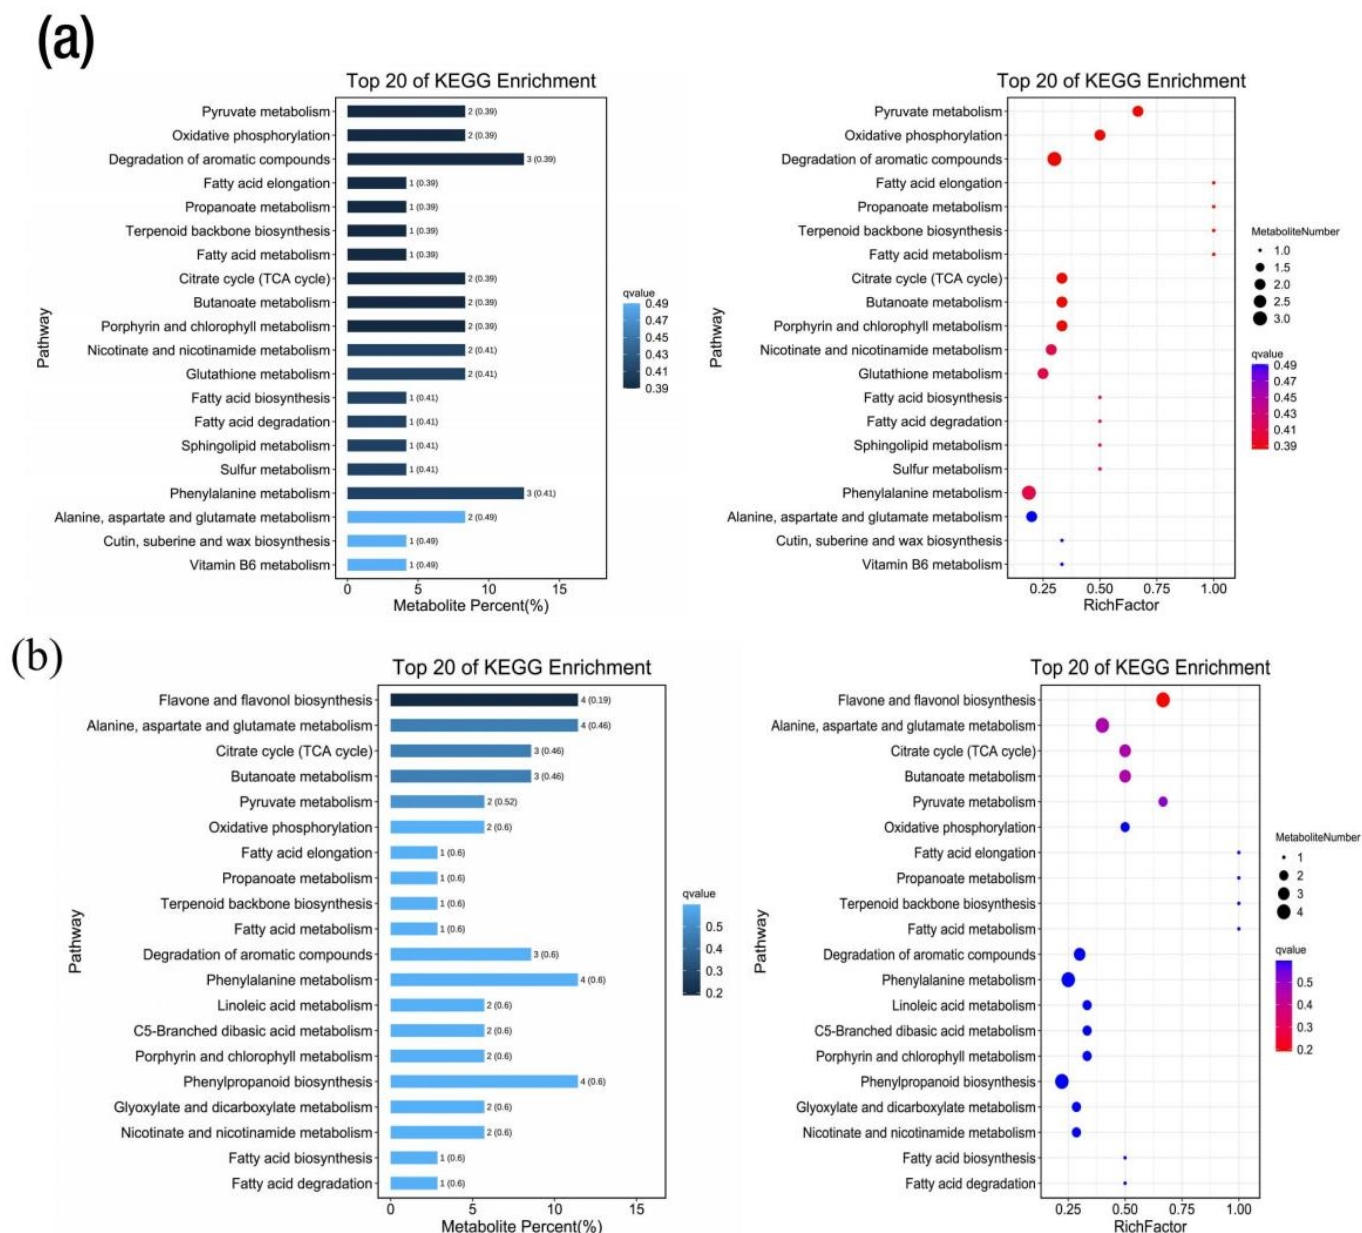 (a)
Top 20 of KEGG Enrichment
Pathway
Pyruvate metabolism 2 (0.39)
Oxidative phosphorylation 2 (0.39)
Degradation of aromatic compounds 3 (0.39)
Fatty acid elongation 1 (0.39)
Propanoate metabolism 1 (0.39)
Terpenoid backbone biosynthesis 1 (0.39)
Fatty acid metabolism 1 (0.39)
Citrate cycle (TCA cycle) 2 (0.39)
Butanoate metabolism 2 (0.39)
Porphyrin and chlorophyll metabolism 2 (0.39)
Nicotinate and nicotinamide metabolism 2 (0.41)
Glutathione metabolism 2 (0.41)
Fatty acid biosynthesis 1 (0.41)
Fatty acid degradation 1 (0.41)
Sphingolipid metabolism 1 (0.41)
Sulfur metabolism 1 (0.41)
Phenylalanine metabolism 3 (0.41)
Alanine, aspartate and glutamate metabolism 2 (0.49)
Cutin, suberine and wax biosynthesis 1 (0.49)
Vitamin B6 metabolism 1 (0.49)
0 5 10 15
Metabolite Percent(%)
qvalue
0.49
0.47
0.45
0.43
0.41
0.39
Top 20 of KEGG Enrichment
Pathway
Pyruvate metabolism
Oxidative phosphorylation
Degradation of aromatic compounds
Fatty acid elongation
Propanoate metabolism
Terpenoid backbone biosynthesis
Fatty acid metabolism
Citrate cycle (TCA cycle)
Butanoate metabolism
Porphyrin and chlorophyll metabolism
Nicotinate and nicotinamide metabolism
Glutathione metabolism
Fatty acid biosynthesis
Fatty acid degradation
Sphingolipid metabolism
Sulfur metabolism
Phenylalanine metabolism
Alanine, aspartate and glutamate metabolism
Cutin, suberine and wax biosynthesis
Vitamin B6 metabolism
0.25 0.50 0.75 1.00
RichFactor
MetaboliteNumber
1.0
1.5
2.0
2.5
3.0
qvalue
0.49
0.47
0.45
0.43
0.41
0.39
(b)
Top 20 of KEGG Enrichment
Pathway
Flavone and flavonol biosynthesis 4 (0.19)
Alanine, aspartate and glutamate metabolism 4 (0.46)
Citrate cycle (TCA cycle) 3 (0.46)
Butanoate metabolism 3 (0.46)
Pyruvate metabolism 2 (0.52)
Oxidative phosphorylation 2 (0.6)
Fatty acid elongation 1 (0.6)
Propanoate metabolism 1 (0.6)
Terpenoid backbone biosynthesis 1 (0.6)
Fatty acid metabolism 1 (0.6)
Degradation of aromatic compounds 3 (0.6)
Phenylalanine metabolism 4 (0.6)
Linoleic acid metabolism 2 (0.6)
C5-Branched dibasic acid metabolism 2 (0.6)
Porphyrin and chlorophyll metabolism 2 (0.6)
Phenylpropanoid biosynthesis 4 (0.6)
Glyoxylate and dicarboxylate metabolism 2 (0.6)
Nicotinate and nicotinamide metabolism 2 (0.6)
Fatty acid biosynthesis 1 (0.6)
Fatty acid degradation 1 (0.6)
0 5 10 15
Metabolite Percent(%)
qvalue
0.5
0.4
0.3
0.2
Top 20 of KEGG Enrichment
Pathway
Flavone and flavonol biosynthesis
Alanine, aspartate and glutamate metabolism
Citrate cycle (TCA cycle)
Butanoate metabolism
Pyruvate metabolism
Oxidative phosphorylation
Fatty acid elongation
Propanoate metabolism
Terpenoid backbone biosynthesis
Fatty acid metabolism
Degradation of aromatic compounds
Phenylalanine metabolism
Linoleic acid metabolism
C5-Branched dibasic acid metabolism
Porphyrin and chlorophyll metabolism
Phenylpropanoid biosynthesis
Glyoxylate and dicarboxylate metabolism
Nicotinate and nicotinamide metabolism
Fatty acid biosynthesis
Fatty acid degradation
0.25 0.50 0.75 1.00
RichFactor
MetaboliteNumber
1
2
3
4
qvalue
0.5
0.4
0.3
0.2